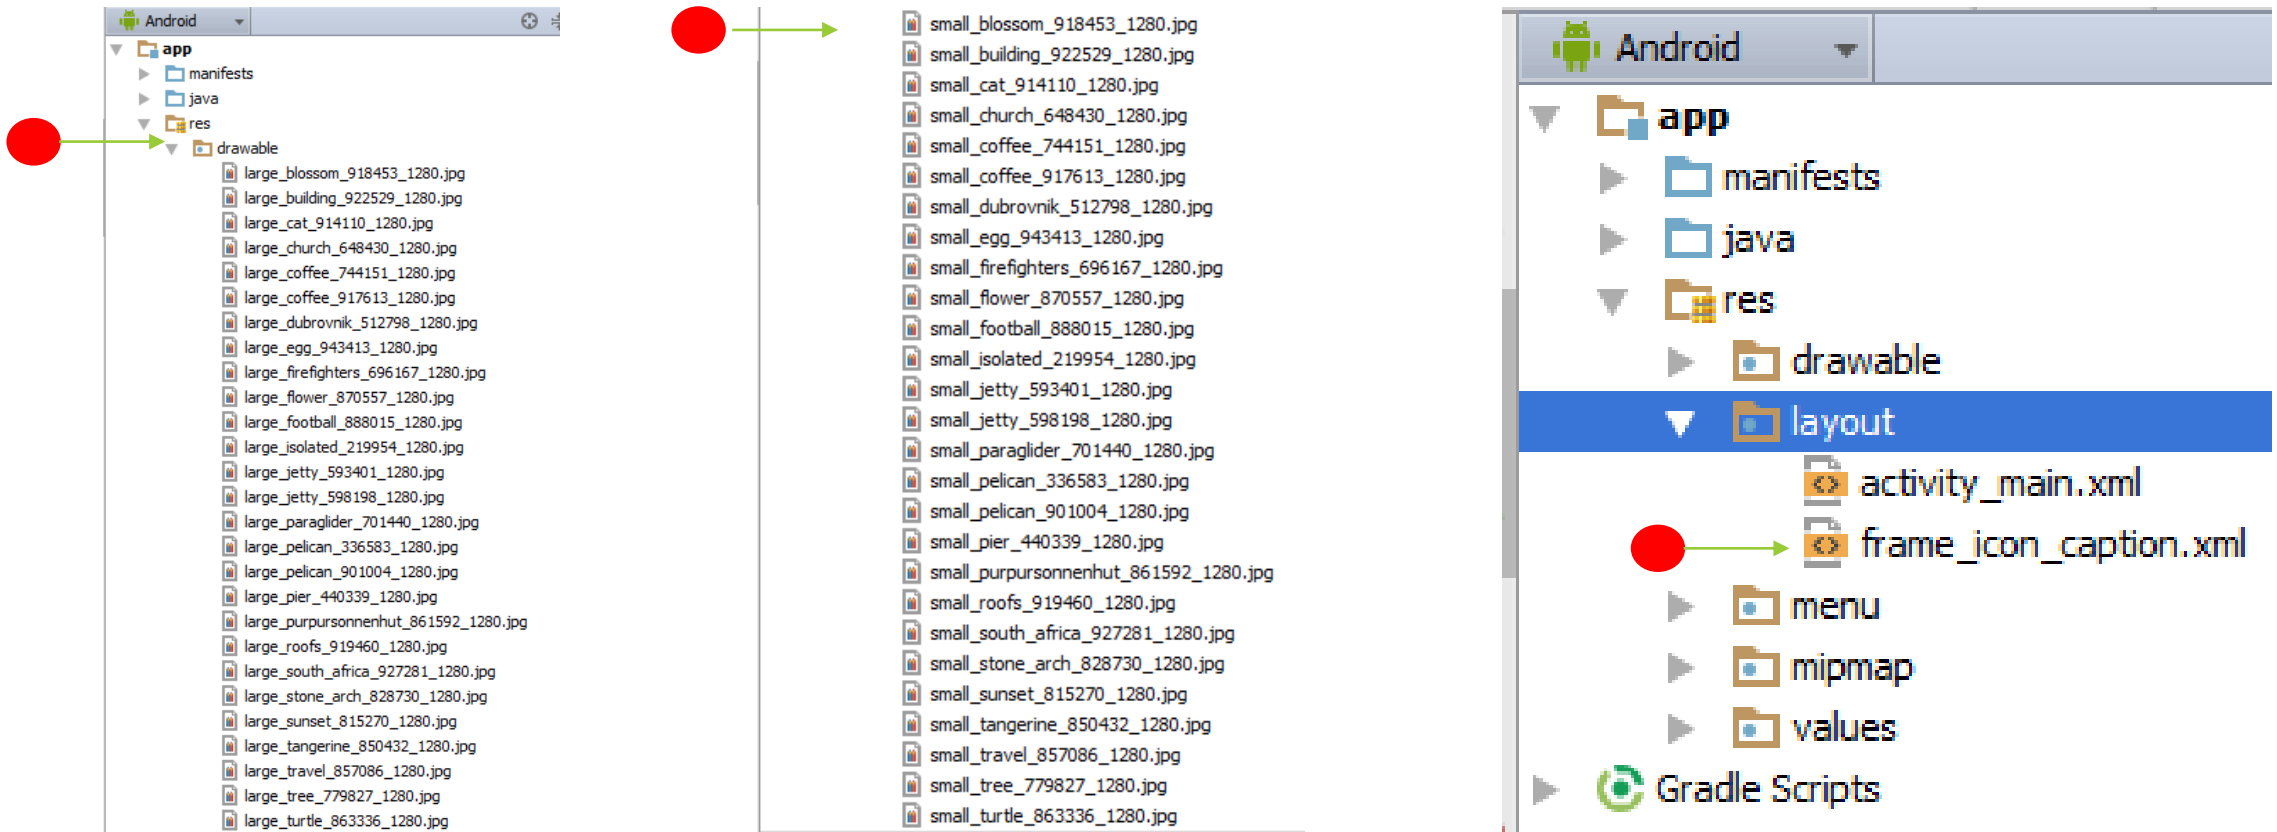 Android
app
manifests
java
res
drawable
large_blossom_918453_1280.jpg
large_building_922529_1280.jpg
large_cat_914110_1280.jpg
large_church_648430_1280.jpg
large_coffee_744151_1280.jpg
large_coffee_917613_1280.jpg
large_dubrovnik_512798_1280.jpg
large_egg_943413_1280.jpg
large_firefighters_696167_1280.jpg
large_flower_870557_1280.jpg
large_football_888015_1280.jpg
large_isolated_219954_1280.jpg
large_jetty_593401_1280.jpg
large_jetty_598198_1280.jpg
large_paraglider_701440_1280.jpg
large_pelican_336583_1280.jpg
large_pelican_901004_1280.jpg
large_pier_440339_1280.jpg
large_purpursonnenhut_861592_1280.jpg
large_roofs_919460_1280.jpg
large_south_africa_927281_1280.jpg
large_stone_arch_828730_1280.jpg
large_sunset_815270_1280.jpg
large_tangerine_850432_1280.jpg
large_travel_857086_1280.jpg
large_tree_779827_1280.jpg
large_turtle_863336_1280.jpg
small_blossom_918453_1280.jpg
small_building_922529_1280.jpg
small_cat_914110_1280.jpg
small_church_648430_1280.jpg
small_coffee_744151_1280.jpg
small_coffee_917613_1280.jpg
small_dubrovnik_512798_1280.jpg
small_egg_943413_1280.jpg
small_firefighters_696167_1280.jpg
small_flower_870557_1280.jpg
small_football_888015_1280.jpg
small_isolated_219954_1280.jpg
small_jetty_593401_1280.jpg
small_jetty_598198_1280.jpg
small_paraglider_701440_1280.jpg
small_pelican_336583_1280.jpg
small_pelican_901004_1280.jpg
small_pier_440339_1280.jpg
small_purpursonnenhut_861592_1280.jpg
small_roofs_919460_1280.jpg
small_south_africa_927281_1280.jpg
small_stone_arch_828730_1280.jpg
small_sunset_815270_1280.jpg
small_tangerine_850432_1280.jpg
small_travel_857086_1280.jpg
small_tree_779827_1280.jpg
small_turtle_863336_1280.jpg
Android
app
manifests
java
res
drawable
layout
activity_main.xml
frame_icon_caption.xml
menu
mipmap
values
Gradle Scripts